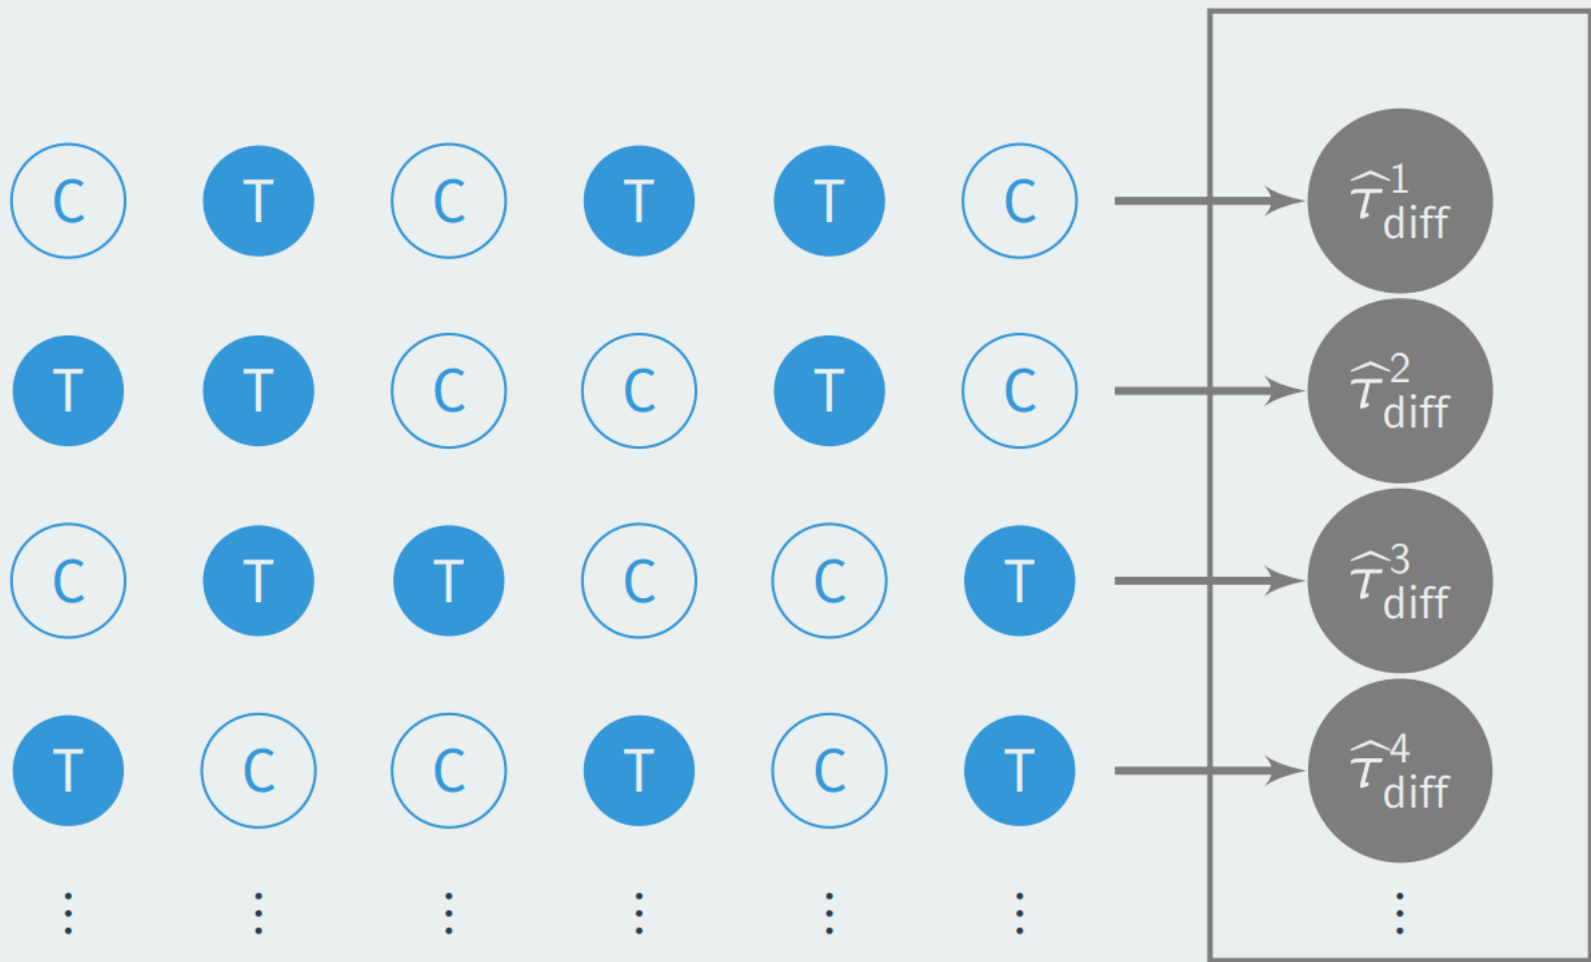 C T C T T C τ̂¹diff
T T C C T C τ̂²diff
C T T C C T τ̂³diff
T C C T C T τ̂⁴diff
⋮ ⋮ ⋮ ⋮ ⋮ ⋮ ⋮